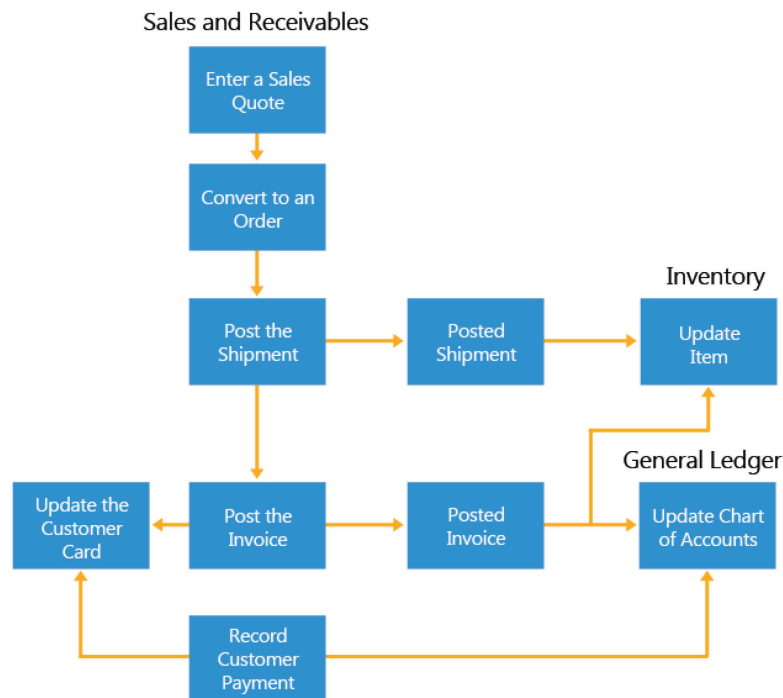 Sales and Receivables
Enter a Sales
Quote
Convert to an
Order
Inventory
Post the
Shipment
Posted
Shipment
Update
Item
General Ledger
Update the
Customer
Card
Post the
Invoice
Posted
Invoice
Update Chart
of Accounts
Record
Customer
Payment